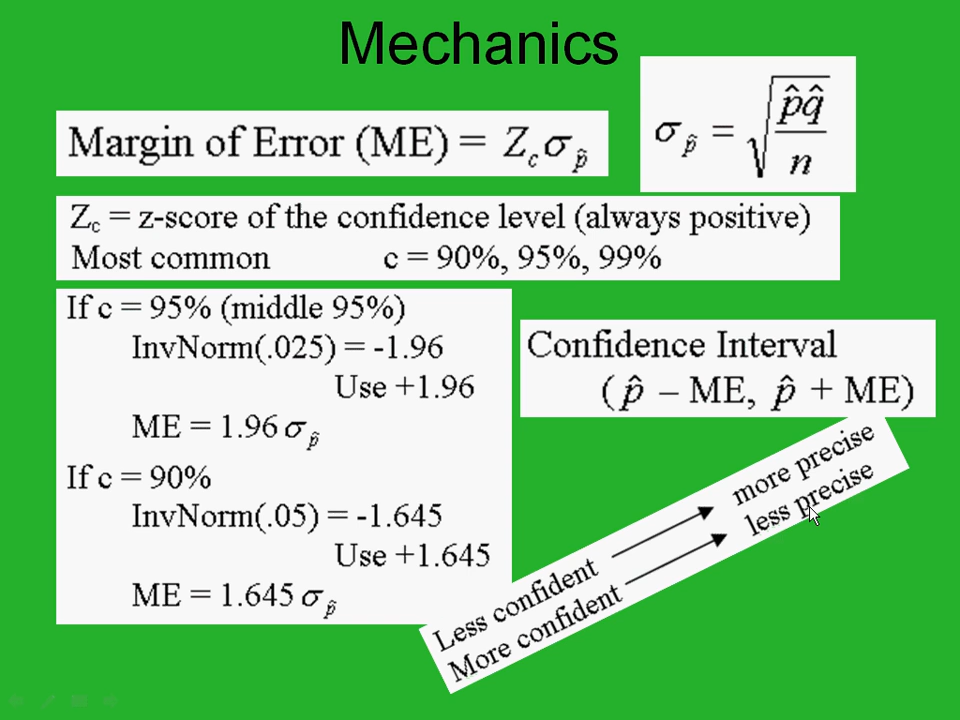 Mechanics
Margin of Error (ME) = Z_c σ_p̂
σ_p̂ = √(p̂q̂/n)
Z_c = z-score of the confidence level (always positive)
Most common c = 90%, 95%, 99%
If c = 95% (middle 95%)
InvNorm(.025) = -1.96
Use +1.96
ME = 1.96 σ_p̂
If c = 90%
InvNorm(.05) = -1.645
Use +1.645
ME = 1.645 σ_p̂
Confidence Interval
(p̂ – ME, p̂ + ME)
Less confident → more precise
More confident → less precise